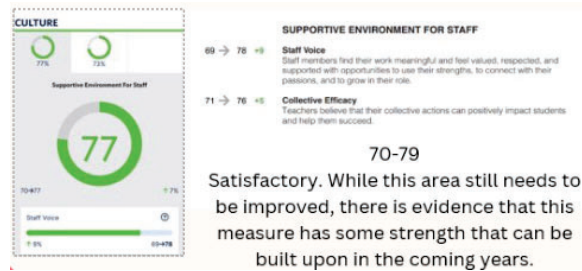 CULTURE
77%
73%
Supportive Environment For Staff
77
70→77
↑ 7%
Staff Voice
↑ 9%
69→78
SUPPORTIVE ENVIRONMENT FOR STAFF
69 → 78 +9 Staff Voice
Staff members find their work meaningful and feel valued, respected, and
supported with opportunities to use their strengths, to connect with their
passions, and to grow in their role.
71 → 76 +5 Collective Efficacy
Teachers believe that their collective actions can positively impact students
and help them succeed.
70-79
Satisfactory. While this area still needs to
be improved, there is evidence that this
measure has some strength that can be
built upon in the coming years.